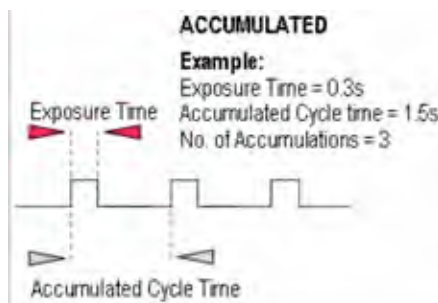 ACCUMULATED
Example:
Exposure Time = 0.3s
Accumulated Cycle time = 1.5s
No. of Accumulations = 3
Exposure Time
Accumulated Cycle Time